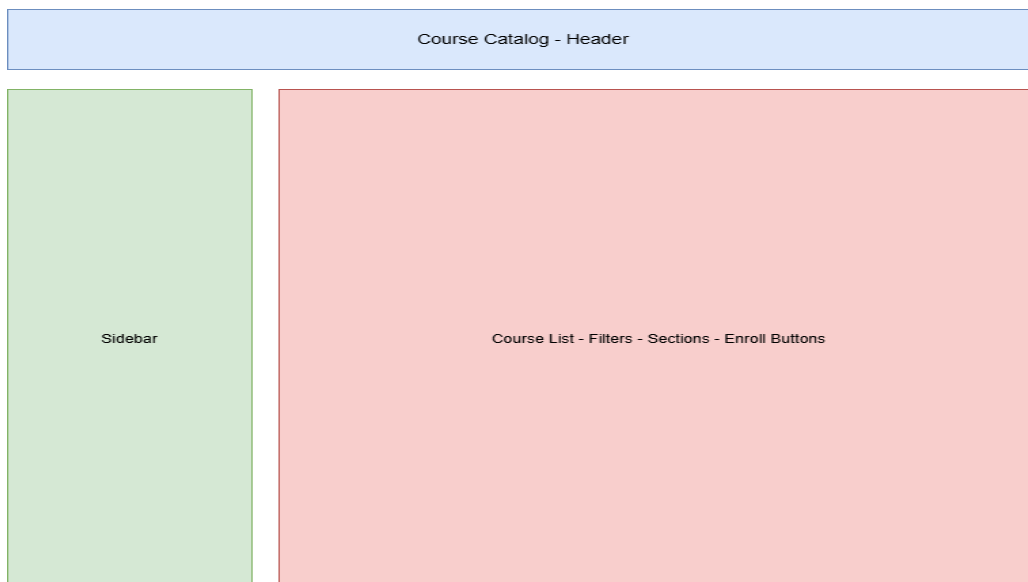 Course Catalog - Header
Sidebar
Course List - Filters - Sections - Enroll Buttons